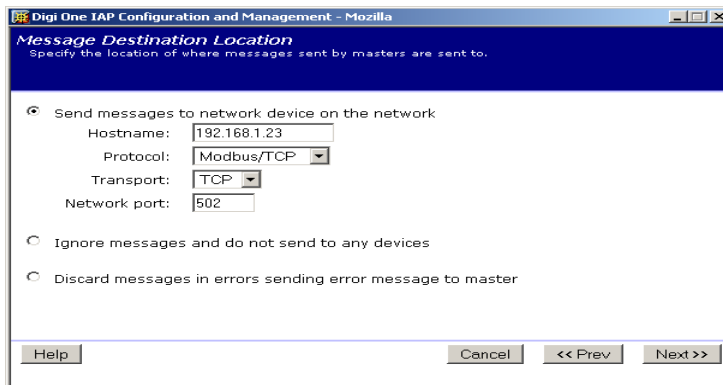 Digi One IAP Configuration and Management - Mozilla
Message Destination Location
Specify the location of where messages sent by masters are sent to.
Send messages to network device on the network
Hostname: 192.168.1.23
Protocol: Modbus/TCP
Transport: TCP
Network port: 502
Ignore messages and do not send to any devices
Discard messages in errors sending error message to master
Help Cancel << Prev Next >>